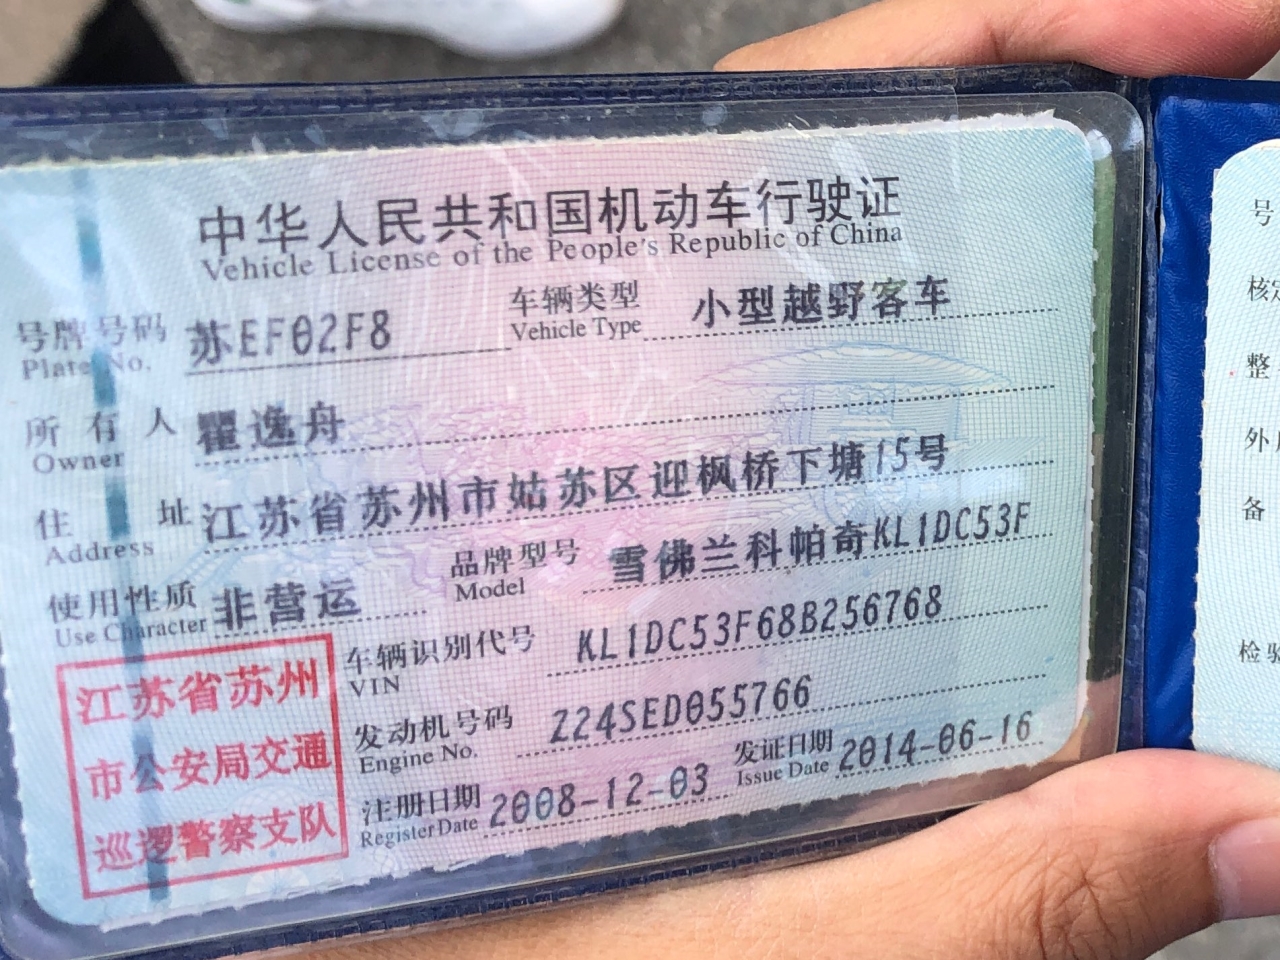 中华人民共和国机动车行驶证
Vehicle License of the People's Republic of China
号牌号码 苏EF02F8 车辆类型 小型越野客车
Plate No. Vehicle Type
所有人 瞿逸舟
Owner
住址 江苏省苏州市姑苏区迎枫桥下塘15号
Address
使用性质 非营运 品牌型号 雪佛兰科帕奇KL1DC53F
Use Character Model
江苏省苏州
市公安局交通
巡逻警察支队
车辆识别代号 KL1DC53F68B256768
VIN
发动机号码 Z24SED055766
Engine No.
注册日期 2008-12-03 发证日期 2014-06-16
Register Date Issue Date
号
核定
整
外
备
检验